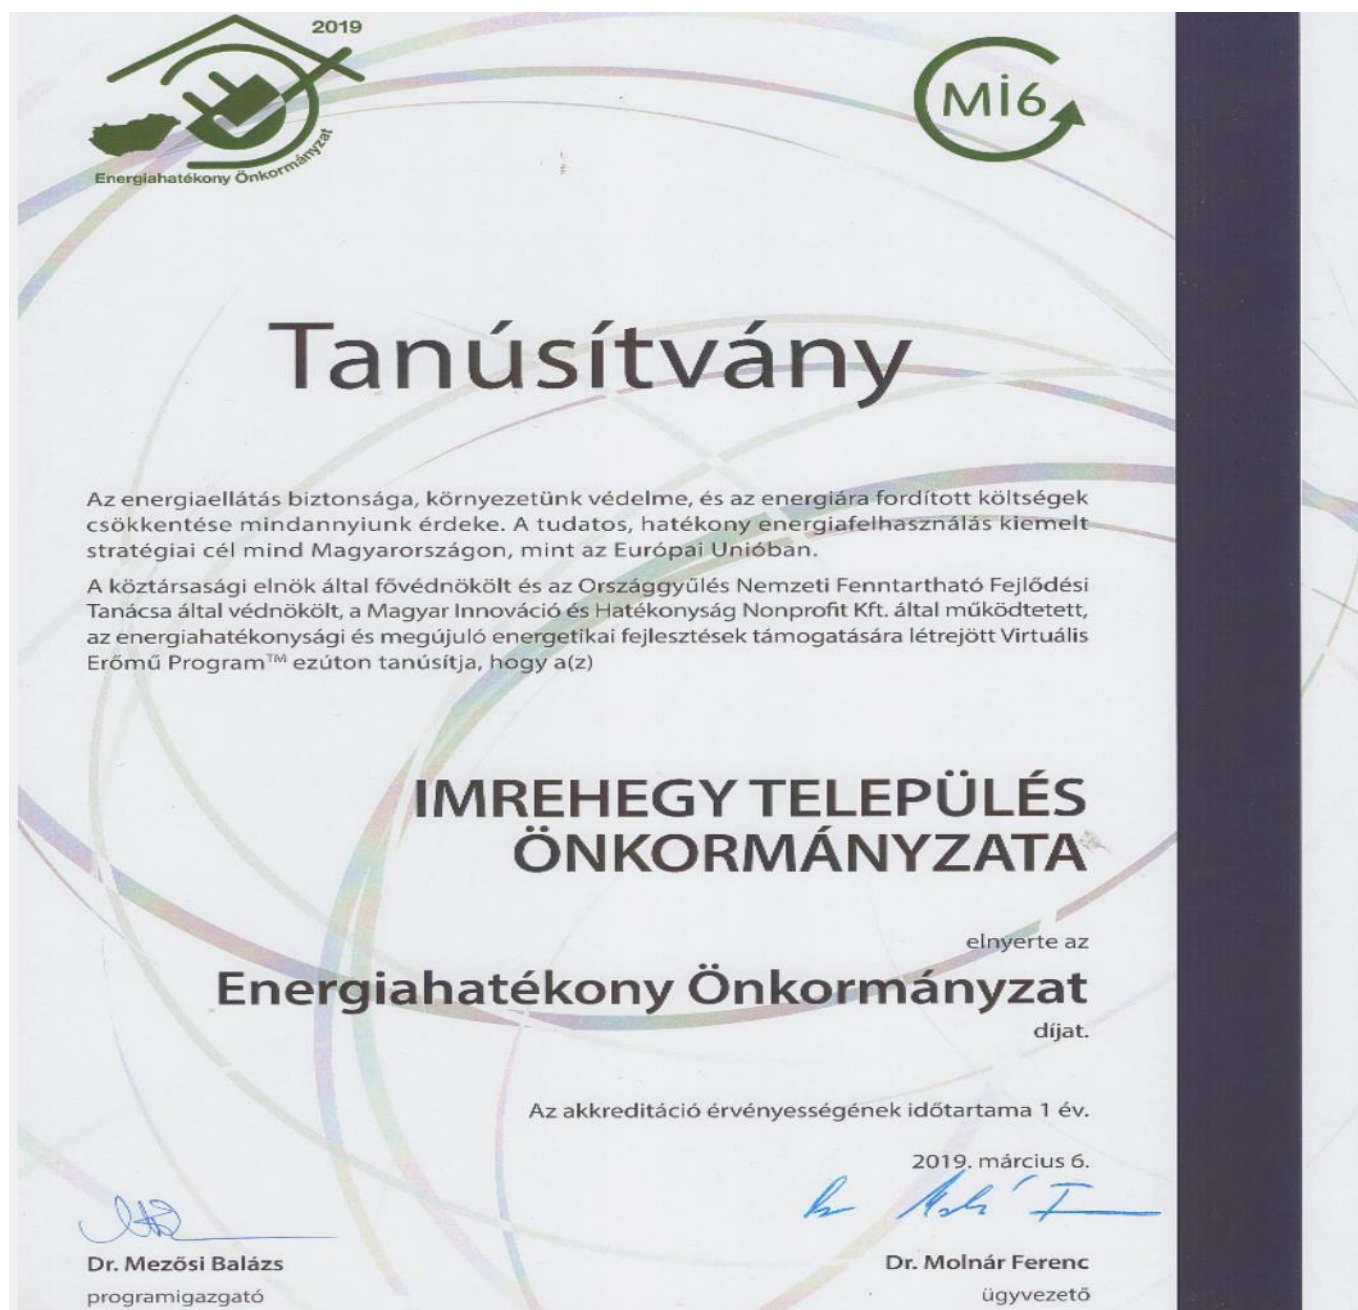 2019
Energiahatékony Önkormányzat
Mi6
Tanúsítvány
Az energiaellátás biztonsága, környezetünk védelme, és az energiára fordított költségek
csökkentése mindannyiunk érdeke. A tudatos, hatékony energiafelhasználás kiemelt
stratégiai cél mind Magyarországon, mint az Európai Unióban.
A köztársasági elnök által fővédnökölt és az Országgyűlés Nemzeti Fenntartható Fejlődési
Tanácsa által védnökölt, a Magyar Innováció és Hatékonyság Nonprofit Kft. által működtetett,
az energiahatékonysági és megújuló energetikai fejlesztések támogatására létrejött Virtuális
Erőmű Program™ ezúton tanúsítja, hogy a(z)
IMREHEGY TELEPÜLÉS
ÖNKORMÁNYZATA
elnyerte az
Energiahatékony Önkormányzat
díjat.
Az akkreditáció érvényességének időtartama 1 év.
2019. március 6.
Dr. Mezősi Balázs
programigazgató
Dr. Molnár Ferenc
ügyvezető